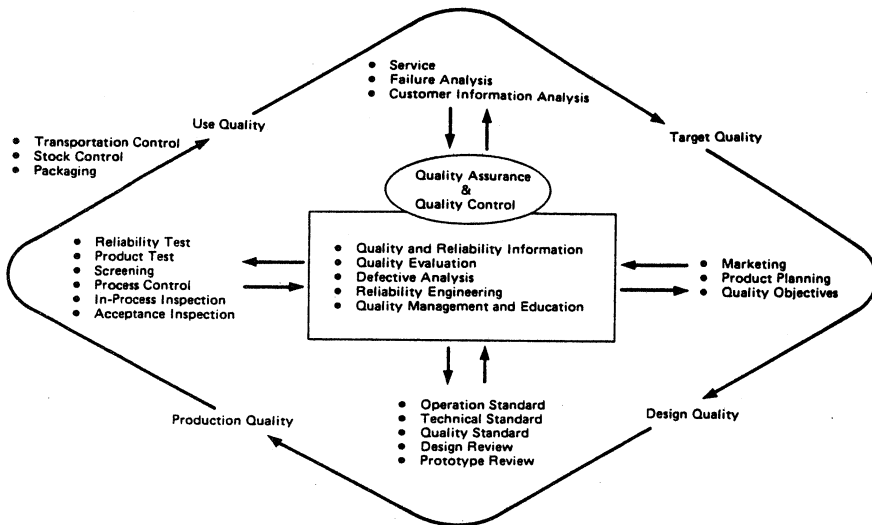 • Service
• Failure Analysis
• Customer Information Analysis
Use Quality
Target Quality
• Transportation Control
• Stock Control
• Packaging
Quality Assurance
&
Quality Control
• Reliability Test
• Product Test
• Screening
• Process Control
• In-Process Inspection
• Acceptance Inspection
• Quality and Reliability Information
• Quality Evaluation
• Defective Analysis
• Reliability Engineering
• Quality Management and Education
• Marketing
• Product Planning
• Quality Objectives
Production Quality
• Operation Standard
• Technical Standard
• Quality Standard
• Design Review
• Prototype Review
Design Quality